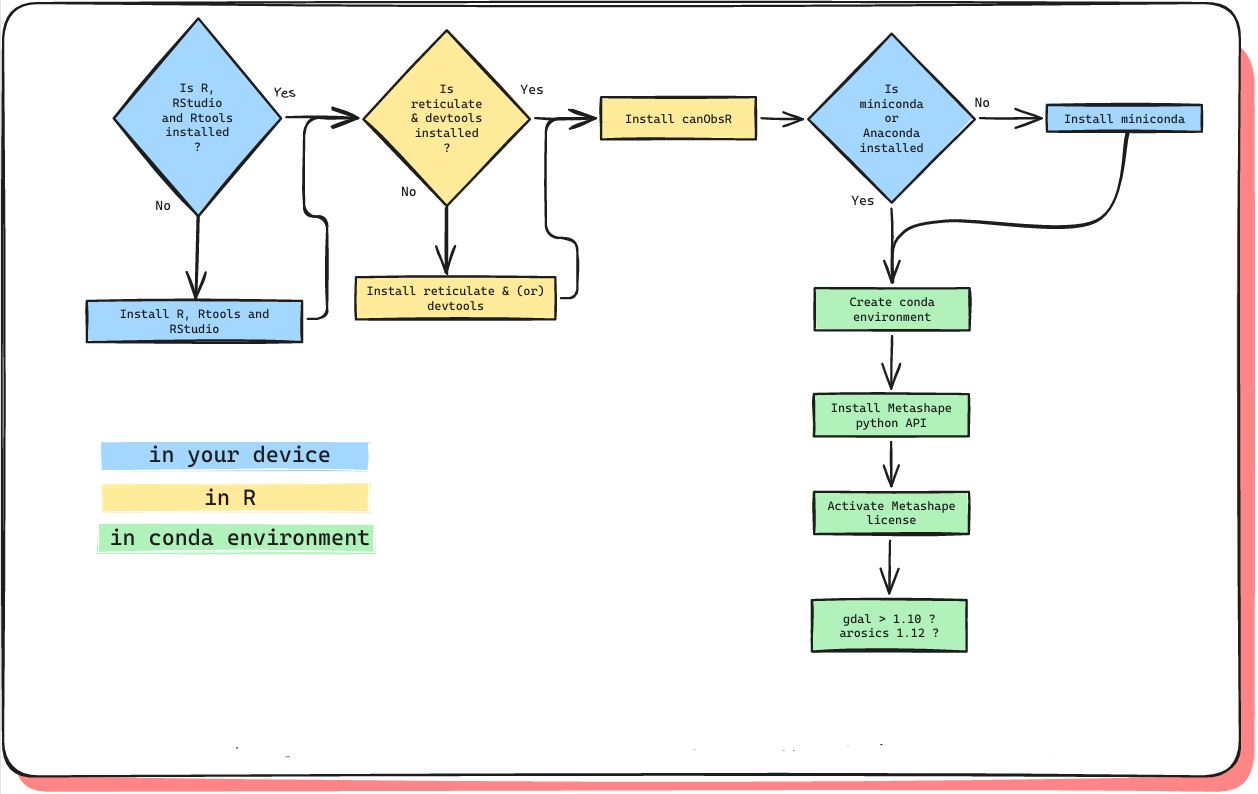 Is R,
RStudio
and Rtools
installed
?
Yes
No
Install R, Rtools and
RStudio
Is
reticulate
& devtools
installed
?
Yes
No
Install reticulate & (or)
devtools
Install canObsR
Is
miniconda
or
Anaconda
installed
No
Install miniconda
Yes
Create conda
environment
Install Metashape
python API
Activate Metashape
license
gdal > 1.10 ?
arosics 1.12 ?
in your device
in R
in conda environment